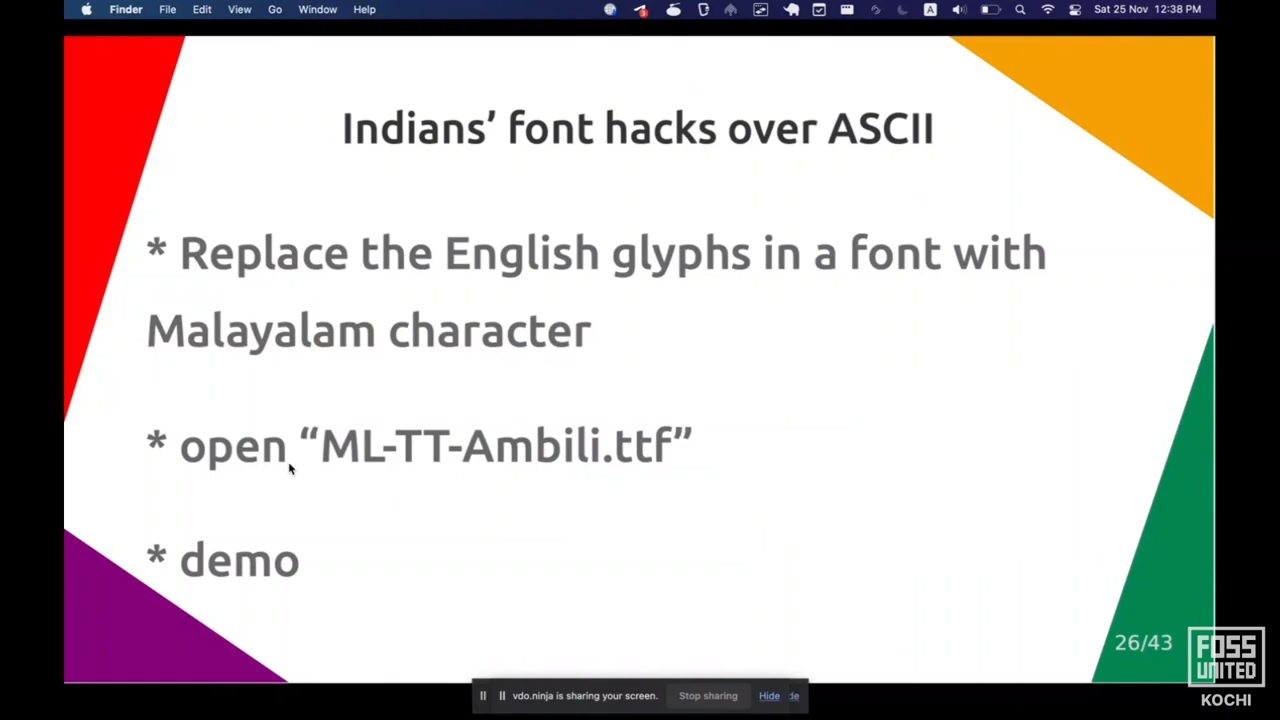 Finder File Edit View Go Window Help A Sat 25 Nov 12:38 PM
Indians’ font hacks over ASCII
* Replace the English glyphs in a font with
Malayalam character
* open “ML-TT-Ambili.ttf”
* demo
26/43
FOSS
UNITED
KOCHI
vdo.ninja is sharing your screen. Stop sharing Hide